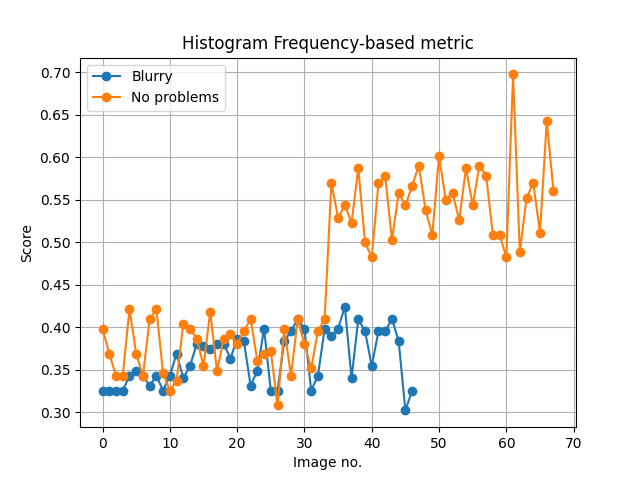 Histogram Frequency-based metric
Blurry
No problems
Score
0.70
0.65
0.60
0.55
0.50
0.45
0.40
0.35
0.30
0 10 20 30 40 50 60 70
Image no.